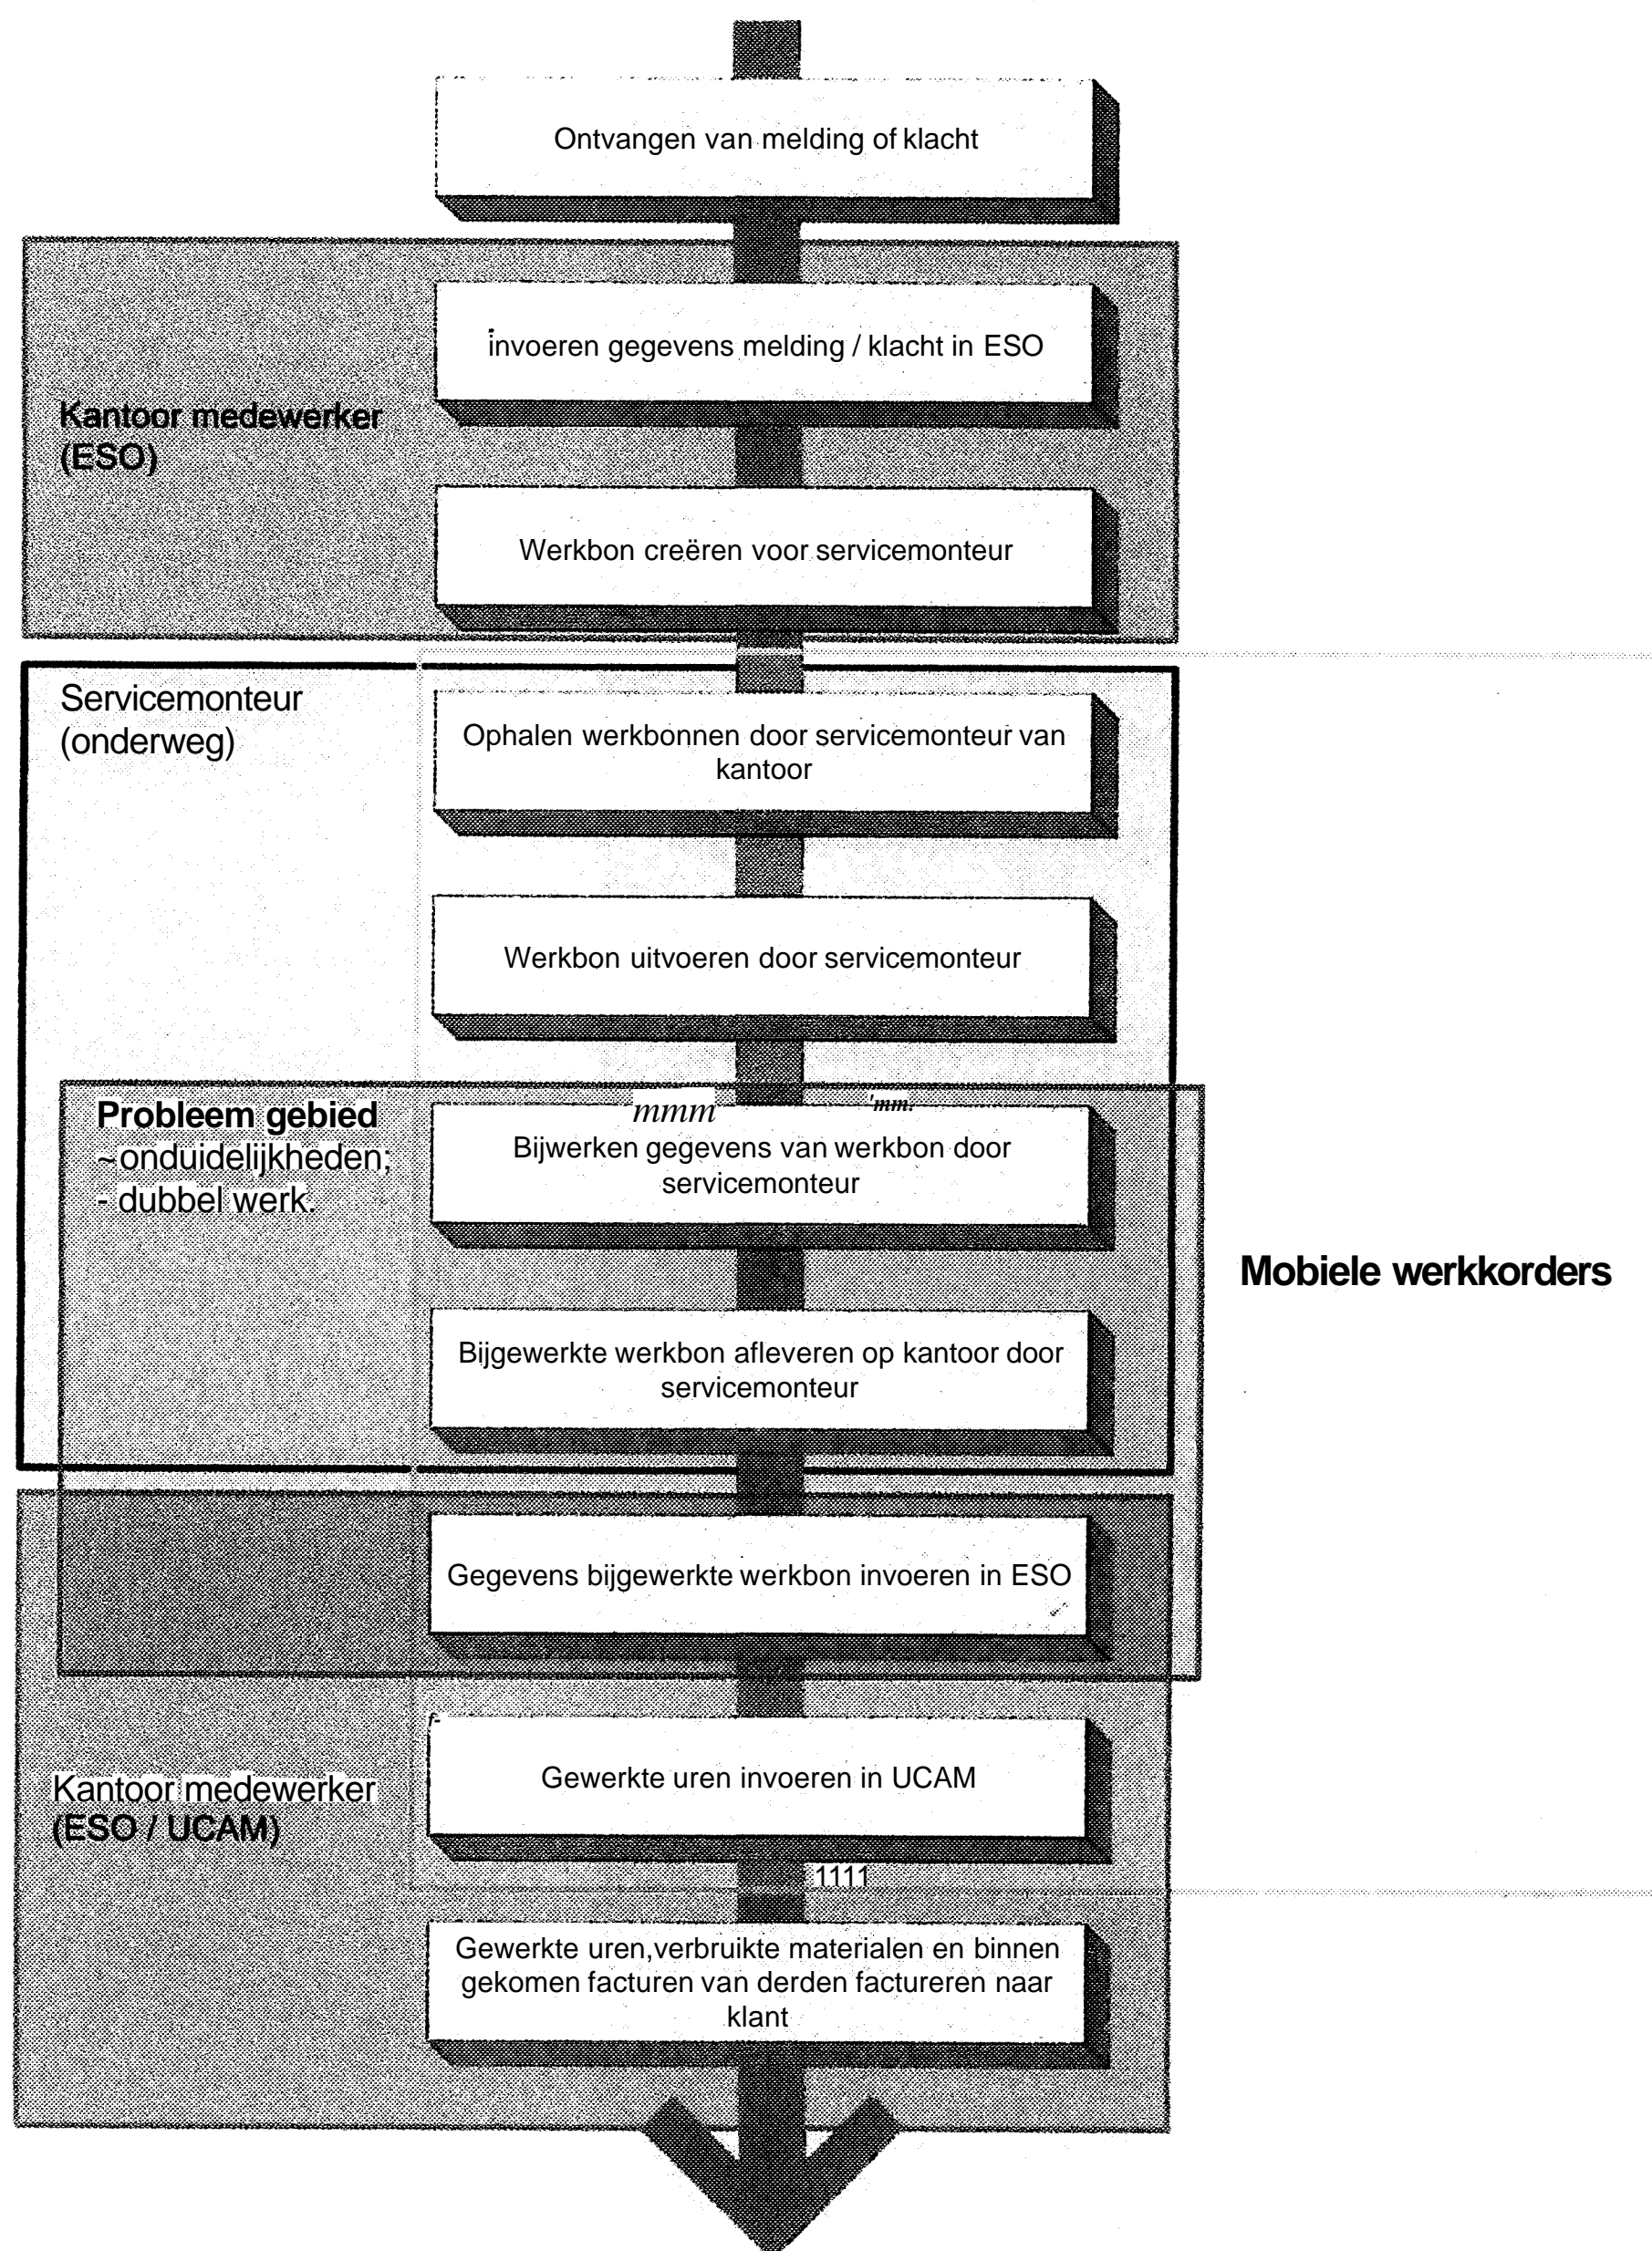 Ontvangen van melding of klacht
invoeren gegevens melding / klacht in ESO
Kantoor medewerker
(ESO)
Werkbon creëren voor servicemonteur
Servicemonteur
(onderweg)
Ophalen werkbonnen door servicemonteur van
kantoor
Werkbon uitvoeren door servicemonteur
Probleem gebied
~onduidelijkheden;
- dubbel werk.
mmm
'mm.
Bijwerken gegevens van werkbon door
servicemonteur
Mobiele werkkorders
Bijgewerkte werkbon afleveren op kantoor door
servicemonteur
Gegevens bijgewerkte werkbon invoeren in ESO
f-
Gewerkte uren invoeren in UCAM
Kantoor medewerker
(ESO / UCAM)
1111
Gewerkte uren,verbruikte materialen en binnen
gekomen facturen van derden factureren naar
klant